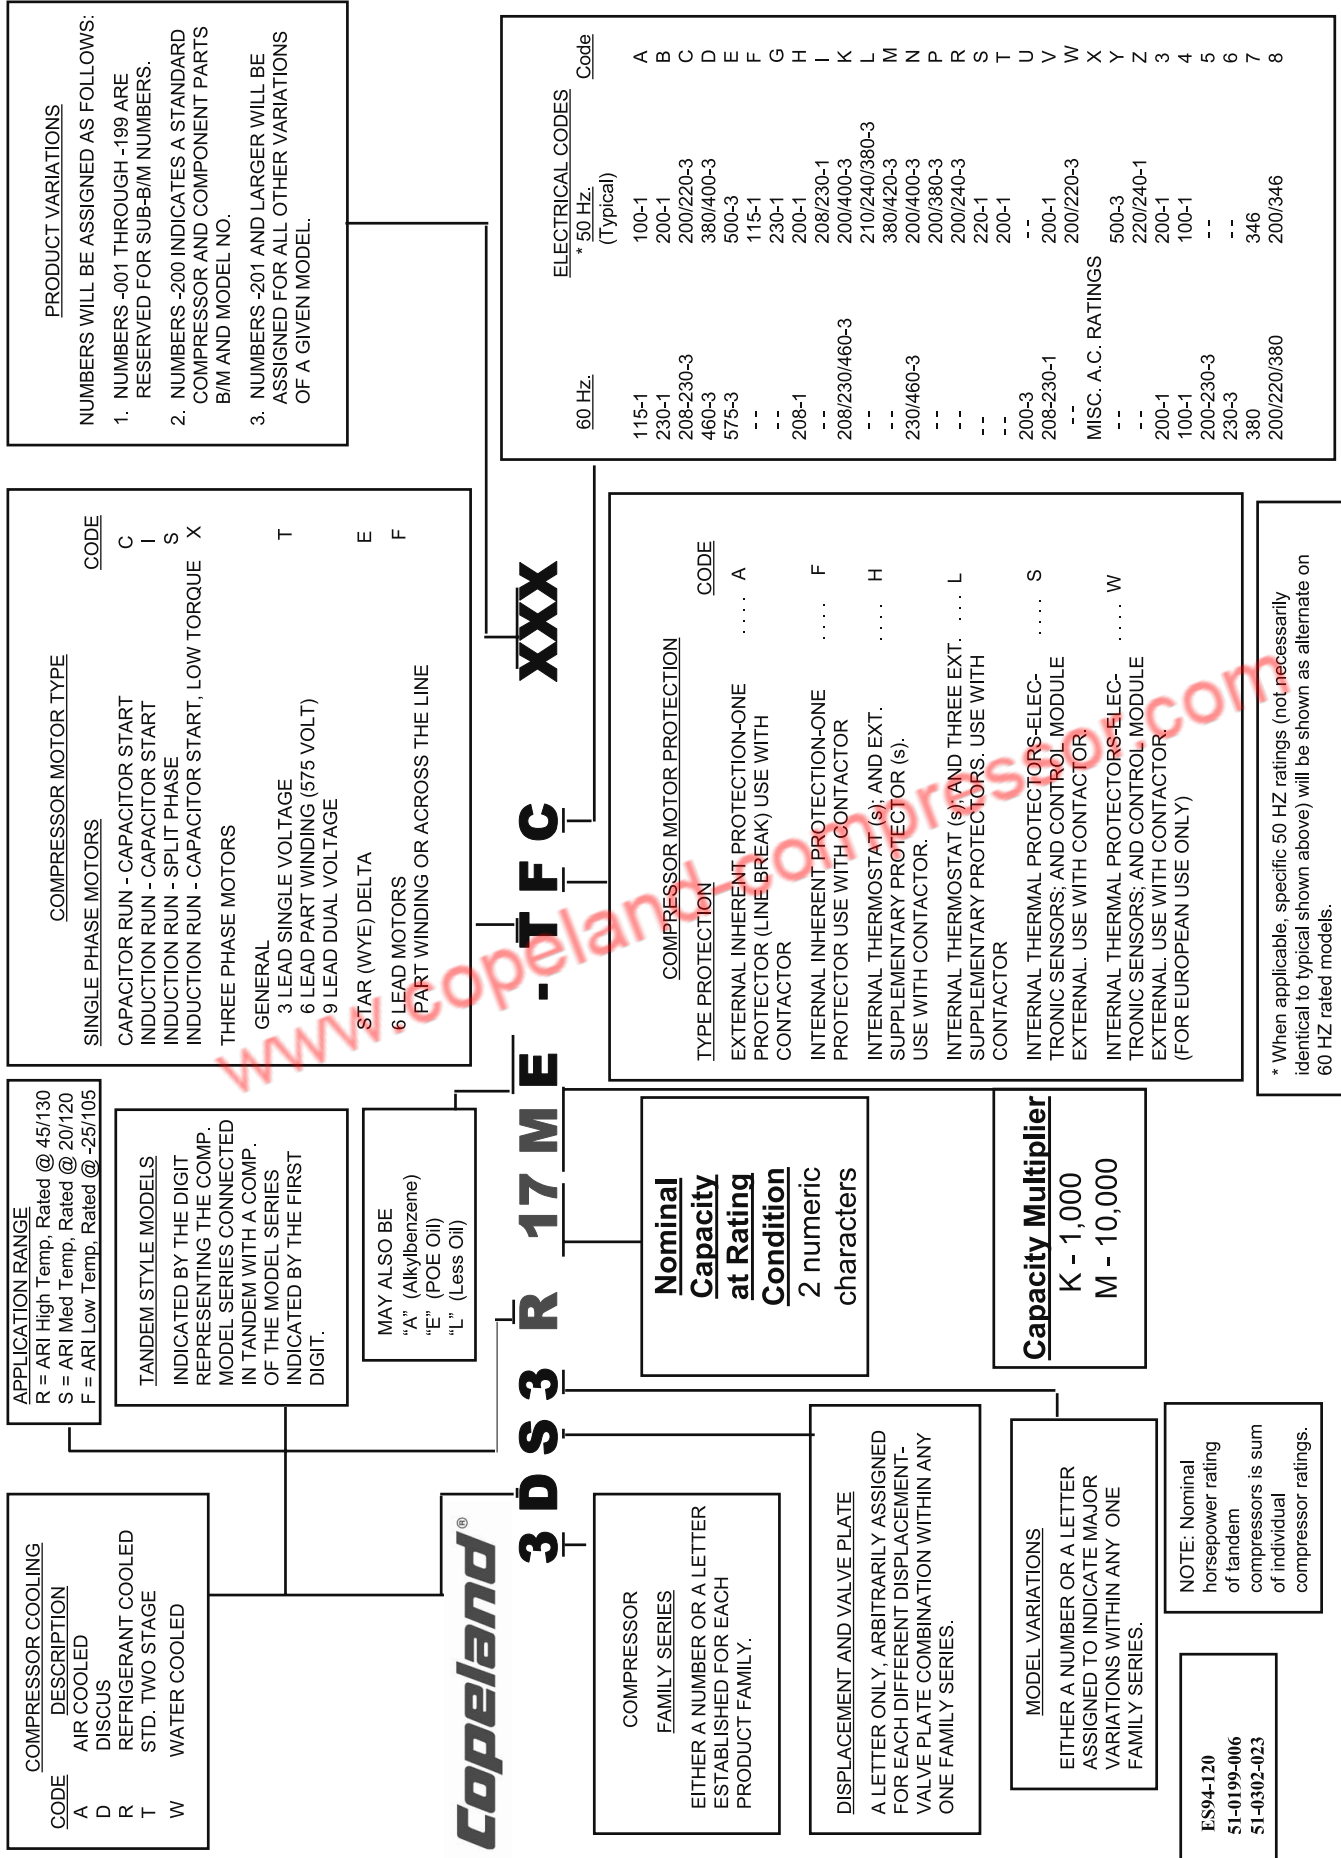 COMPRESSOR COOLING
CODE DESCRIPTION
A AIR COOLED
D DISCUS
R REFRIGERANT COOLED
T STD. TWO STAGE
W WATER COOLED
APPLICATION RANGE
R = ARI High Temp, Rated @ 45/130
S = ARI Med Temp, Rated @ 20/120
F = ARI Low Temp, Rated @ -25/105
TANDEM STYLE MODELS
INDICATED BY THE DIGIT
REPRESENTING THE COMP.
MODEL SERIES CONNECTED
IN TANDEM WITH A COMP.
OF THE MODEL SERIES
INDICATED BY THE FIRST
DIGIT.
MAY ALSO BE
“A” (Alkylbenzene)
“E” (POE Oil)
“L” (Less Oil)
COMPRESSOR MOTOR TYPE
SINGLE PHASE MOTORS CODE
CAPACITOR RUN - CAPACITOR START C
INDUCTION RUN - CAPACITOR START I
INDUCTION RUN - SPLIT PHASE S
INDUCTION RUN - CAPACITOR START, LOW TORQUE X
THREE PHASE MOTORS
GENERAL
3 LEAD SINGLE VOLTAGE T
6 LEAD PART WINDING (575 VOLT)
9 LEAD DUAL VOLTAGE
STAR (WYE) DELTA E
6 LEAD MOTORS F
PART WINDING OR ACROSS THE LINE
PRODUCT VARIATIONS
NUMBERS WILL BE ASSIGNED AS FOLLOWS:
1. NUMBERS -001 THROUGH -199 ARE
RESERVED FOR SUB-B/M NUMBERS.
2. NUMBERS -200 INDICATES A STANDARD
COMPRESSOR AND COMPONENT PARTS
B/M AND MODEL NO.
3. NUMBERS -201 AND LARGER WILL BE
ASSIGNED FOR ALL OTHER VARIATIONS
OF A GIVEN MODEL.
Copeland®
3 D S 3 R 17 M E - T F C XXX
COMPRESSOR
FAMILY SERIES
EITHER A NUMBER OR A LETTER
ESTABLISHED FOR EACH
PRODUCT FAMILY.
DISPLACEMENT AND VALVE PLATE
A LETTER ONLY, ARBITRARILY ASSIGNED
FOR EACH DIFFERENT DISPLACEMENT-
VALVE PLATE COMBINATION WITHIN ANY
ONE FAMILY SERIES.
MODEL VARIATIONS
EITHER A NUMBER OR A LETTER
ASSIGNED TO INDICATE MAJOR
VARIATIONS WITHIN ANY ONE
FAMILY SERIES.
ES94-120
51-0199-006
51-0302-023
NOTE: Nominal
horsepower rating
of tandem
compressors is sum
of individual
compressor ratings.
Nominal
Capacity
at Rating
Condition
2 numeric
characters
Capacity Multiplier
K - 1,000
M - 10,000
COMPRESSOR MOTOR PROTECTION
TYPE PROTECTION CODE
EXTERNAL INHERENT PROTECTION-ONE . . . . A
PROTECTOR (LINE BREAK) USE WITH
CONTACTOR
INTERNAL INHERENT PROTECTION-ONE . . . . F
PROTECTOR USE WITH CONTACTOR
INTERNAL THERMOSTAT (s); AND EXT. . . . . H
SUPPLEMENTARY PROTECTOR (s).
USE WITH CONTACTOR.
INTERNAL THERMOSTAT (s); AND THREE EXT. . . . L
SUPPLEMENTARY PROTECTORS. USE WITH
CONTACTOR
INTERNAL THERMAL PROTECTORS-ELEC- . . . . S
TRONIC SENSORS; AND CONTROL MODULE
EXTERNAL. USE WITH CONTACTOR.
INTERNAL THERMAL PROTECTORS-ELEC- . . . . W
TRONIC SENSORS; AND CONTROL MODULE
EXTERNAL. USE WITH CONTACTOR.
(FOR EUROPEAN USE ONLY)
ELECTRICAL CODES
60 Hz. * 50 Hz. Code
(Typical)
115-1 100-1 A
230-1 200-1 B
208-230-3 200/220-3 C
460-3 380/400-3 D
575-3 500-3 E
- - 115-1 F
- - 230-1 G
208-1 200-1 H
- - 208/230-1 I
208/230/460-3 200/400-3 K
- - 210/240/380-3 L
- - 380/420-3 M
230/460-3 200/400-3 N
- - 200/380-3 P
- - 200/240-3 R
- - 220-1 S
- - 200-1 T
200-3 - - U
208-230-1 200-1 V
- - 200/220-3 W
MISC. A.C. RATINGS X
- - 500-3 Y
- - 220/240-1 Z
200-1 200-1 3
100-1 100-1 4
200-230-3 - - 5
230-3 - - 6
380 346 7
200/220/380 200/346 8
* When applicable, specific 50 HZ ratings (not necessarily
identical to typical shown above) will be shown as alternate on
60 HZ rated models.
www.copeland-compressor.com